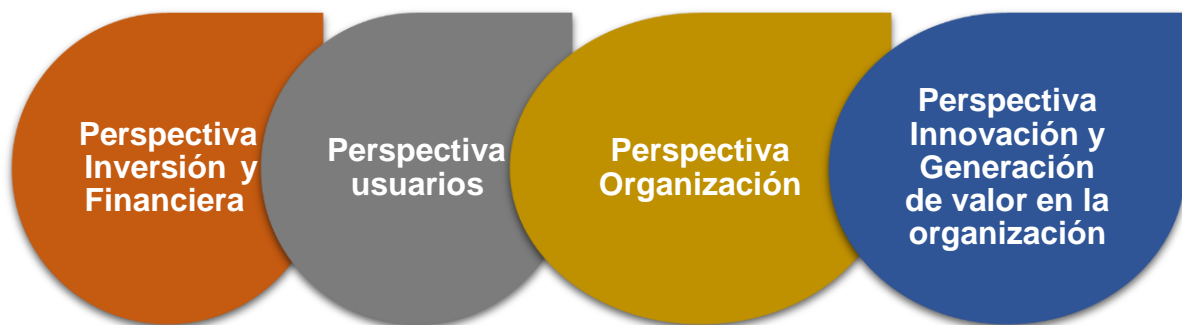 Perspectiva
Inversión y
Financiera
Perspectiva
usuarios
Perspectiva
Organización
Perspectiva
Innovación y
Generación
de valor en la
organización